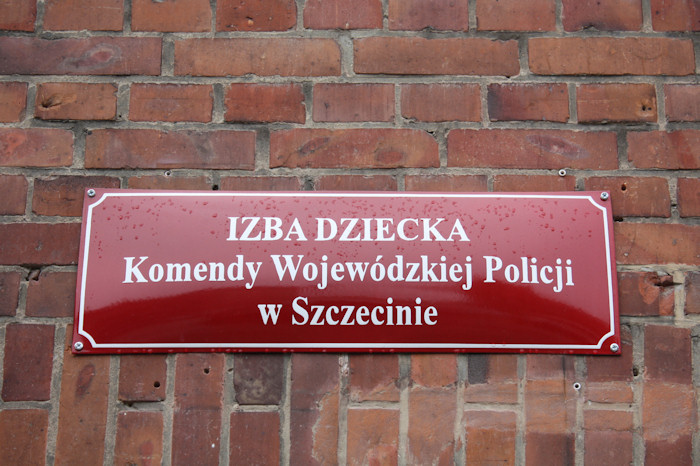 IZBA DZIECKA
Komendy Wojewódzkiej Policji
w Szczecinie